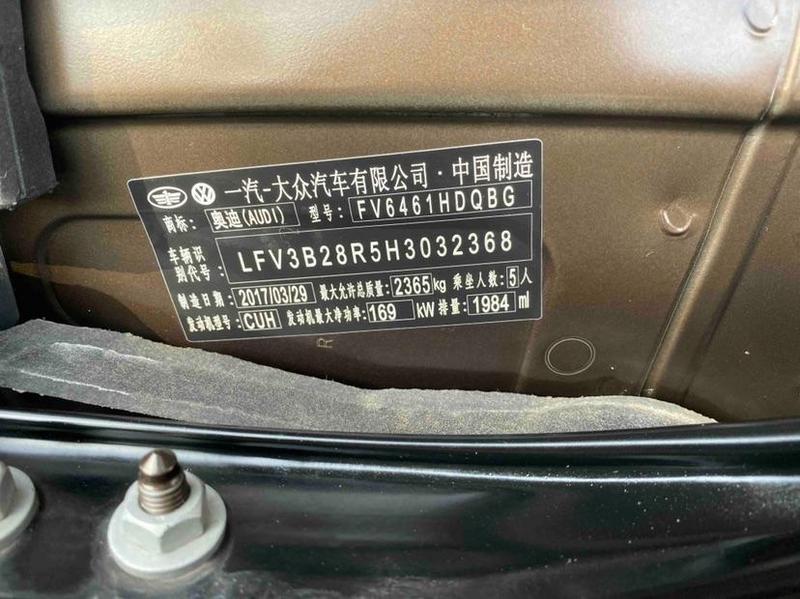 一汽-大众汽车有限公司·中国制造
商标: 奥迪(AUDI) 型号: FV6461HDQBG
车辆识别代号: LFV3B28R5H3032368
制造日期: 2017/03/29 最大允许总质量: 2365kg 乘坐人数: 5人
发动机型号: CUH 发动机最大净功率: 169 kW 排量: 1984 ml
R